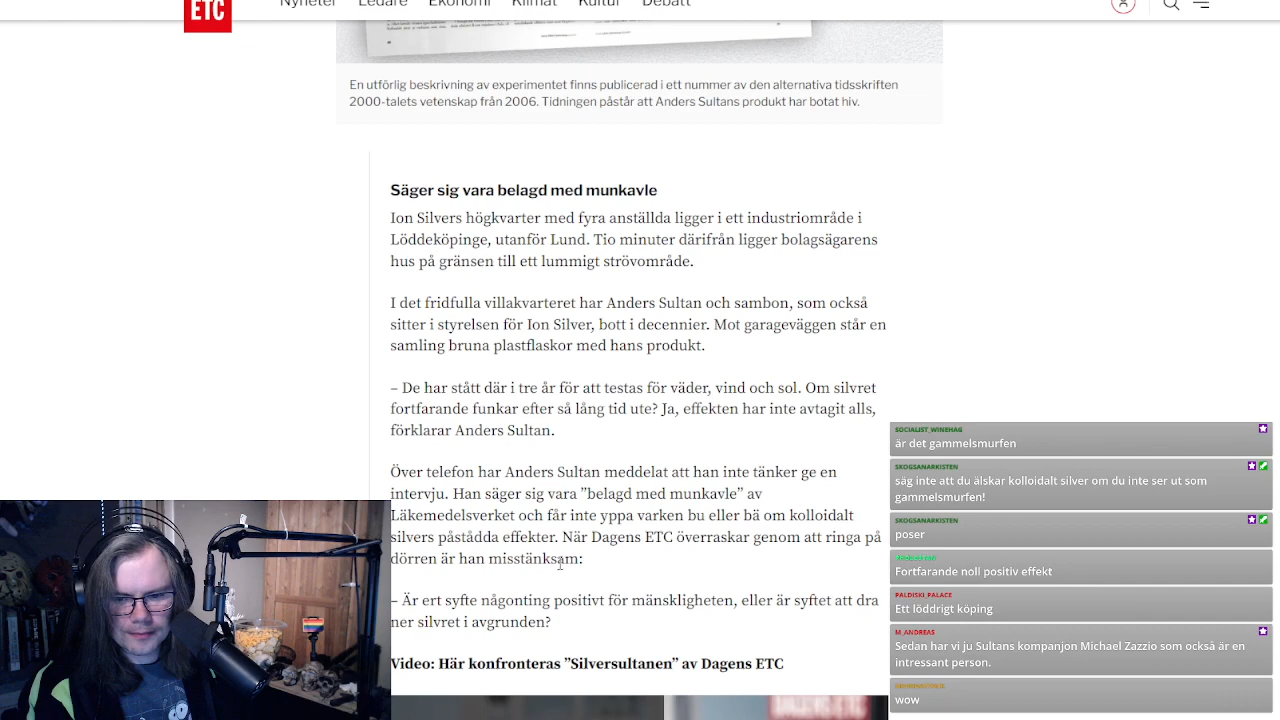 ETC
Nyheter Ledare Ekonomi Klimat Kultur Debatt
En utförlig beskrivning av experimentet finns publicerad i ett nummer av den alternativa tidsskriften
2000-talets vetenskap från 2006. Tidningen påstår att Anders Sultans produkt har botat hiv.
Säger sig vara belagd med munkavle
Ion Silvers högkvarter med fyra anställda ligger i ett industriområde i
Löddeköpinge, utanför Lund. Tio minuter därifrån ligger bolagsägarens
hus på gränsen till ett lummigt strövområde.
I det fridfulla villakvarteret har Anders Sultan och sambon, som också
sitter i styrelsen för Ion Silver, bott i decennier. Mot garageväggen står en
samling bruna plastflaskor med hans produkt.
– De har stått där i tre år för att testas för väder, vind och sol. Om silvret
fortfarande funkar efter så lång tid ute? Ja, effekten har inte avtagit alls,
förklarar Anders Sultan.
Över telefon har Anders Sultan meddelat att han inte tänker ge en
intervju. Han säger sig vara ”belagd med munkavle” av
Läkemedelsverket och får inte yppa varken bu eller bä om kolloidalt
silvers påstådda effekter. När Dagens ETC överraskar genom att ringa på
dörren är han misstänksam:
– Är ert syfte någonting positivt för mänskligheten, eller är syftet att dra
ner silvret i avgrunden?
Video: Här konfronteras ”Silversultanen” av Dagens ETC
SOCIALIST_WINEHAG
är det gammelsmurfen
SKOGSANARKISTEN
säg inte att du älskar kolloidalt silver om du inte ser ut som
gammelsmurfen!
SKOGSANARKISTEN
poser
Fortfarande noll positiv effekt
PALDISKI_PALACE
Ett löddrigt köping
M_ANDREAS
Sedan har vi ju Sultans kompanjon Michael Zazzio som också är en
intressant person.
wow